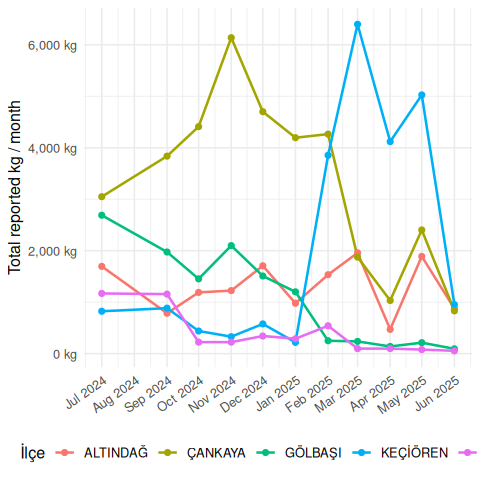 Total reported kg / month
6,000 kg
4,000 kg
2,000 kg
0 kg
Jul 2024
Aug 2024
Sep 2024
Oct 2024
Nov 2024
Dec 2024
Jan 2025
Feb 2025
Mar 2025
Apr 2025
May 2025
Jun 2025
İlçe ALTINDAĞ ÇANKAYA GÖLBAŞI KEÇİÖREN